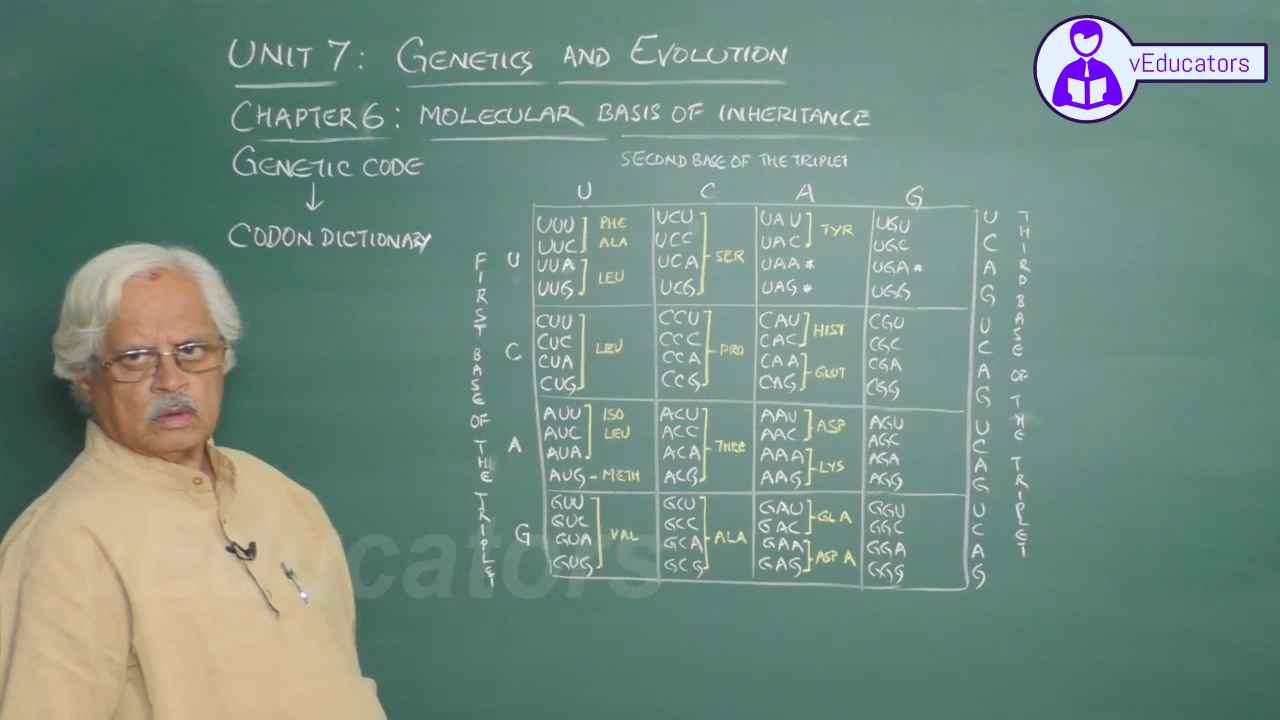 UNIT 7: GENETICS AND EVOLUTION
vEducators
CHAPTER 6: MOLECULAR BASIS OF INHERITANCE
GENETIC CODE
SECOND BASE OF THE TRIPLET
CODON DICTIONARY
U C A G
FIRST BASE OF THE TRIPLET
THIRD BASE OF THE TRIPLET
U
UUU PHE UCU UAU TYR UGU U
UUC ALA UCC SER UAC UGC C
UUA LEU UCA UAA* UGA* A
UUG UCG UAG* UGG G
C
CUU CCU CAU HIST CGU U
CUC LEU CCC PRO CAC CGC C
CUA CCA CAA GLUT CGA A
CUG CCG CAG CGG G
A
AUU ISO ACU AAU ASP AGU U
AUC LEU ACC THRE AAC AGC C
AUA ACA AAA LYS AGA A
AUG - METH ACG AAG AGG G
G
GUU GCU GAU GLA GGU U
GUC VAL GCC ALA GAC GGC C
GUA GCA GAA ASP A GGA A
GUG GCG GAG GGG G
vEducators